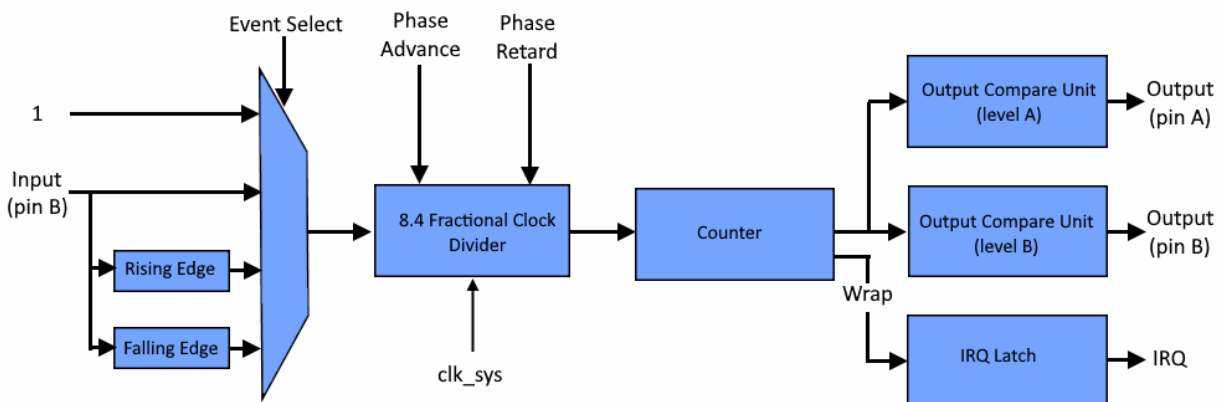 Event Select
Phase
Advance
Phase
Retard
1
Input
(pin B)
Rising Edge
Falling Edge
8.4 Fractional Clock
Divider
clk_sys
Counter
Wrap
Output Compare Unit
(level A)
Output
(pin A)
Output Compare Unit
(level B)
Output
(pin B)
IRQ Latch
IRQ